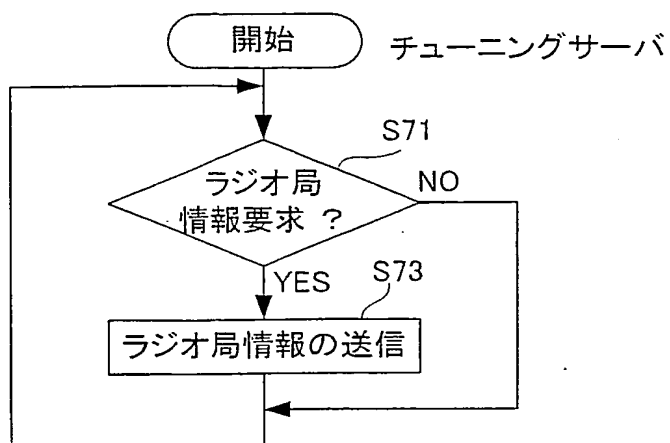 開始
チューニングサーバ
S71
ラジオ局
情報要求 ?
NO
YES
S73
ラジオ局情報の送信